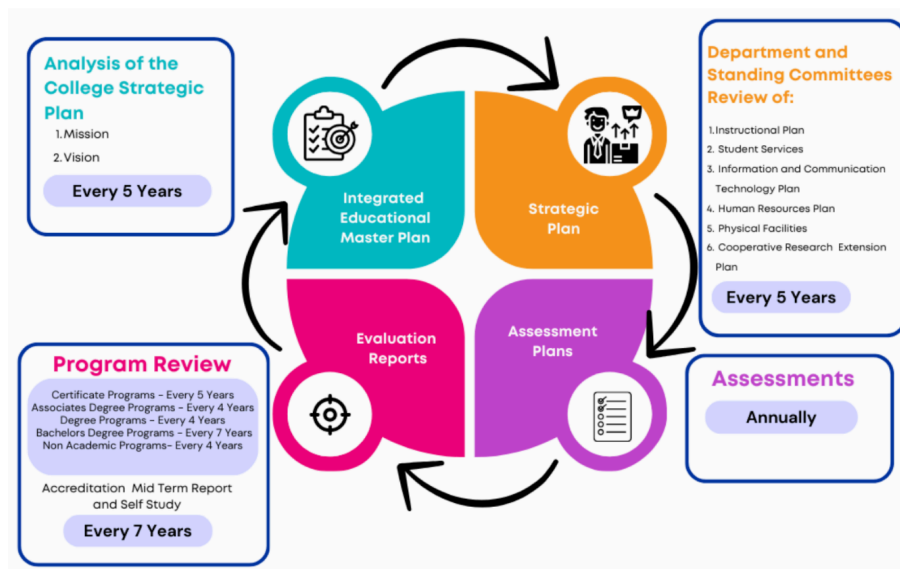 Analysis of the
College Strategic
Plan
1.Mission
2.Vision
Every 5 Years
Integrated
Educational
Master Plan
Strategic
Plan
Department and
Standing Committees
Review of:
1.Instructional Plan
2. Student Services
3. Information and Communication
Technology Plan
4. Human Resources Plan
5. Physical Facilities
6. Cooperative Research Extension
Plan
Every 5 Years
Evaluation
Reports
Assessment
Plans
Program Review
Certificate Programs - Every 5 Years
Associates Degree Programs - Every 4 Years
Degree Programs - Every 4 Years
Bachelors Degree Programs - Every 7 Years
Non Academic Programs- Every 4 Years
Accreditation Mid Term Report
and Self Study
Every 7 Years
Assessments
Annually